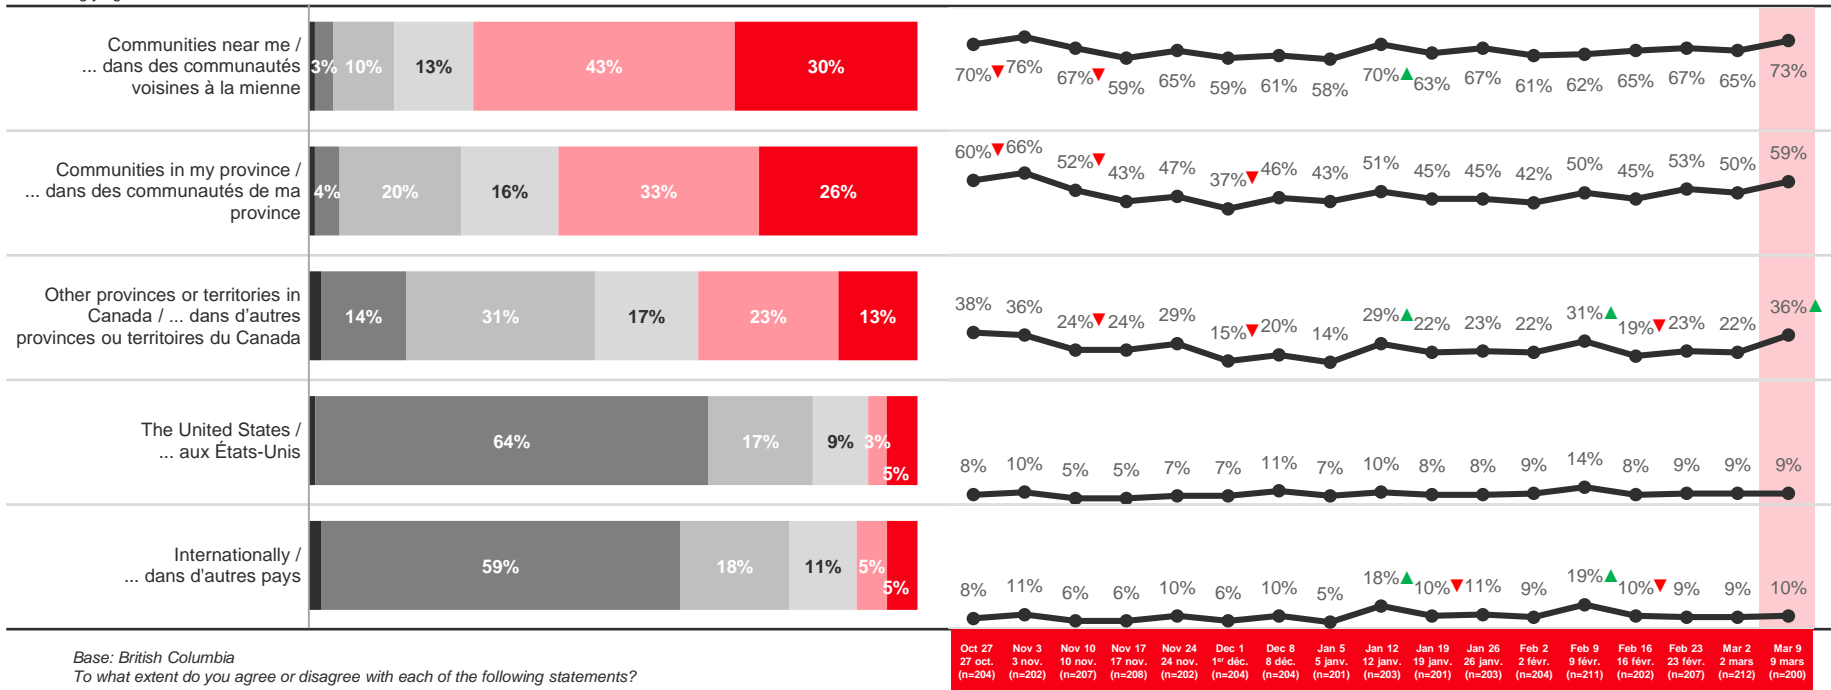 Communities near me /
... dans des communautés
voisines à la mienne
3% 10% 13% 43% 30%
70% 76% 67% 59% 65% 59% 61% 58% 70% 63% 67% 61% 62% 65% 67% 65% 73%
Communities in my province /
... dans des communautés de ma
province
4% 20% 16% 33% 26%
60% 66% 52% 43% 47% 37% 46% 43% 51% 45% 45% 42% 50% 45% 53% 50% 59%
Other provinces or territories in
Canada / ... dans d’autres
provinces ou territoires du Canada
14% 31% 17% 23% 13%
38% 36% 24% 24% 29% 15% 20% 14% 29% 22% 23% 22% 31% 19% 23% 22% 36%
The United States /
... aux États-Unis
64% 17% 9% 3% 5%
8% 10% 5% 5% 7% 7% 11% 7% 10% 8% 8% 9% 14% 8% 9% 9% 9%
Internationally /
... dans d'autres pays
59% 18% 11% 5% 5%
8% 11% 6% 6% 10% 6% 10% 5% 18% 10% 11% 9% 19% 10% 9% 9% 10%
Oct 27 Nov 3 Nov 10 Nov 17 Nov 24 Dec 1 Dec 8 Jan 5 Jan 12 Jan 19 Jan 26 Feb 2 Feb 9 Feb 16 Feb 23 Mar 2 Mar 9
27 oct. 3 nov. 10 nov. 17 nov. 24 nov. 1er déc. 8 déc. 5 janv. 12 janv. 19 janv. 26 janv. 2 févr. 9 févr. 16 févr. 23 févr. 2 mars 9 mars
(n=204) (n=202) (n=207) (n=208) (n=202) (n=204) (n=204) (n=201) (n=203) (n=201) (n=203) (n=204) (n=211) (n=202) (n=207) (n=212) (n=200)
Base: British Columbia
To what extent do you agree or disagree with each of the following statements?